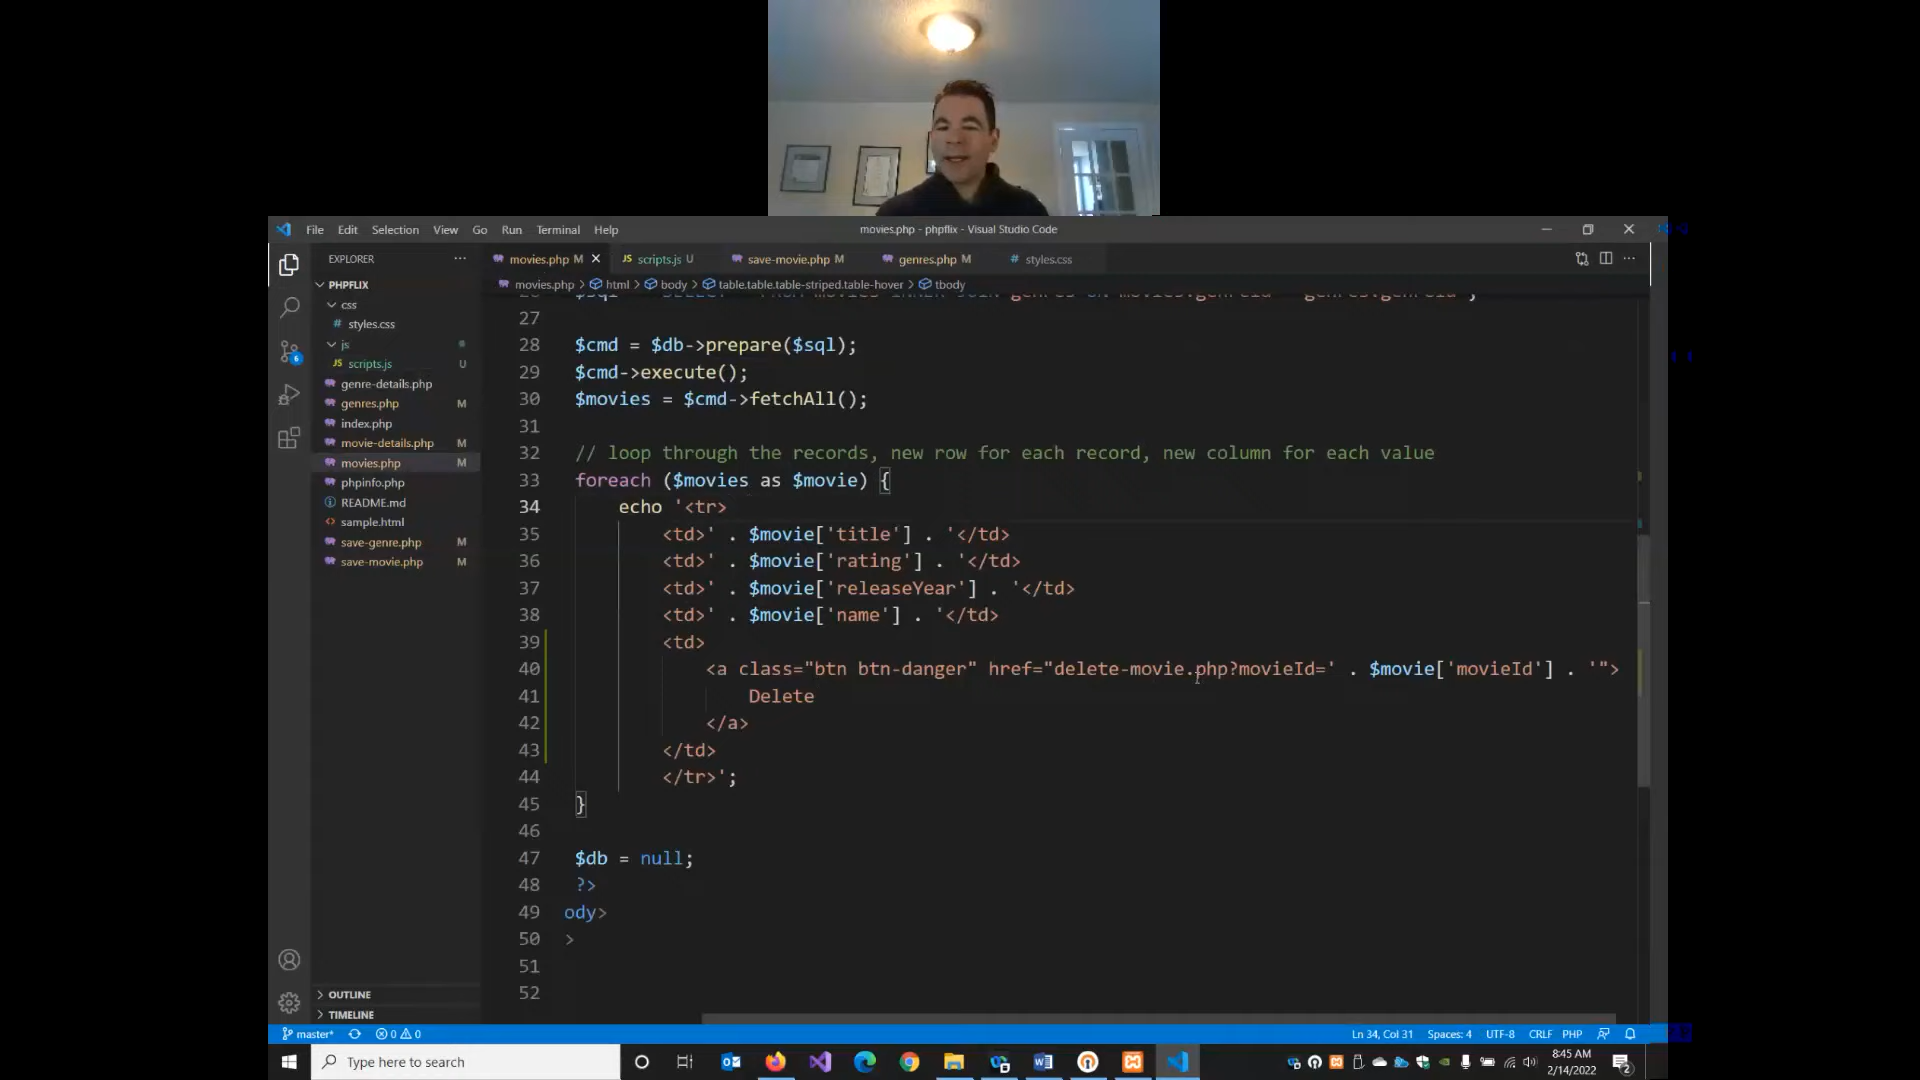 File Edit Selection View Go Run Terminal Help
movies.php - phpflix - Visual Studio Code
EXPLORER
movies.php M
JS scripts.js U
save-movie.php M
genres.php M
# styles.css
PHPFLIX
movies.php > html > body > table.table.table-striped.table-hover > tbody
css
# styles.css
js
JS scripts.js U
genre-details.php
genres.php M
index.php
movie-details.php M
movies.php M
phpinfo.php
README.md
sample.html
save-genre.php M
save-movie.php M
27
28 $cmd = $db->prepare($sql);
29 $cmd->execute();
30 $movies = $cmd->fetchAll();
31
32 // loop through the records, new row for each record, new column for each value
33 foreach ($movies as $movie) {
34 echo '<tr>
35 <td>' . $movie['title'] . '</td>
36 <td>' . $movie['rating'] . '</td>
37 <td>' . $movie['releaseYear'] . '</td>
38 <td>' . $movie['name'] . '</td>
39 <td>
40 <a class="btn btn-danger" href="delete-movie.php?movieId=' . $movie['movieId'] . '">
41 Delete
42 </a>
43 </td>
44 </tr>';
45 }
46
47 $db = null;
48 ?>
49 ody>
50 >
51
52
OUTLINE
TIMELINE
master* 0 0
Ln 34, Col 31 Spaces: 4 UTF-8 CRLF PHP
Type here to search
8:45 AM
2/14/2022